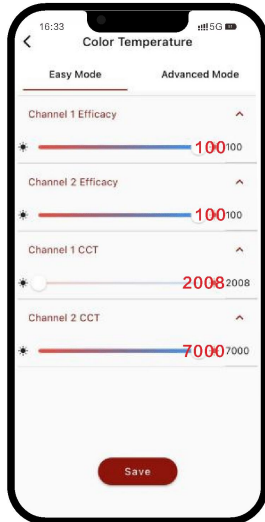 16:33 5G
Color Temperature
Easy Mode Advanced Mode
Channel 1 Efficacy
100 100
Channel 2 Efficacy
100 100
Channel 1 CCT
2008 2008
Channel 2 CCT
7000 7000
Save